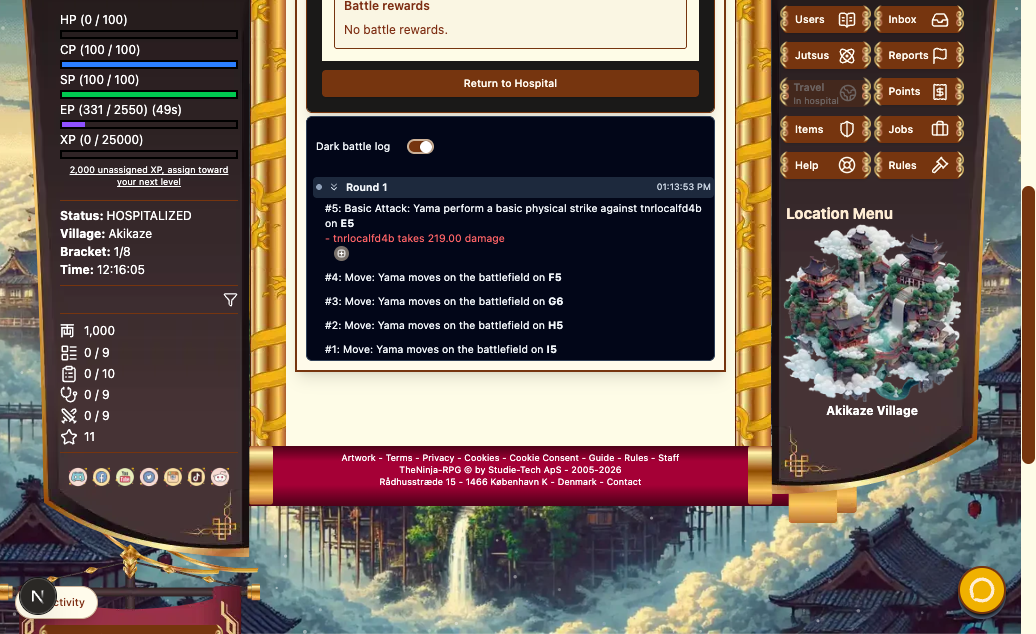 HP (0 / 100)
CP (100 / 100)
SP (100 / 100)
EP (331 / 2550) (49s)
XP (0 / 25000)
2,000 unassigned XP, assign toward
your next level
Status: HOSPITALIZED
Village: Akikaze
Bracket: 1/8
Time: 12:16:05
両 1,000
0 / 9
0 / 10
0 / 9
0 / 9
11
N
ctivity
Battle rewards
No battle rewards.
Return to Hospital
Dark battle log
Round 1
01:13:53 PM
#5: Basic Attack: Yama perform a basic physical strike against tnrlocalfd4b
on E5
- tnrlocalfd4b takes 219.00 damage
#4: Move: Yama moves on the battlefield on F5
#3: Move: Yama moves on the battlefield on G6
#2: Move: Yama moves on the battlefield on H5
#1: Move: Yama moves on the battlefield on I5
Artwork - Terms - Privacy - Cookies - Cookie Consent - Guide - Rules - Staff
TheNinja-RPG © by Studie-Tech ApS - 2005-2026
Rådhusstræde 15 - 1466 København K - Denmark - Contact
Users
Inbox
Jutsus
Reports
Travel
In hospital
Points
Items
Jobs
Help
Rules
Location Menu
Akikaze Village